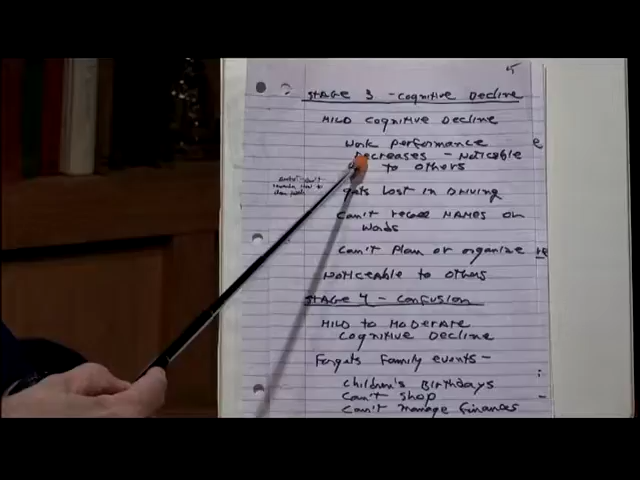 5
STAGE 3 - Cognitive Decline
MILD Cognitive Decline
Work Performance
Decreases - Noticeable
to others
gets Lost in Driving
Can't recall NAMES or
Words
Can't Plan or organize
Noticeable to others
STAGE 4 - Confusion
MILD to Moderate
Cognitive Decline
Forgets Family events -
Children's Birthdays
Can't Shop
Can't Manage Finances